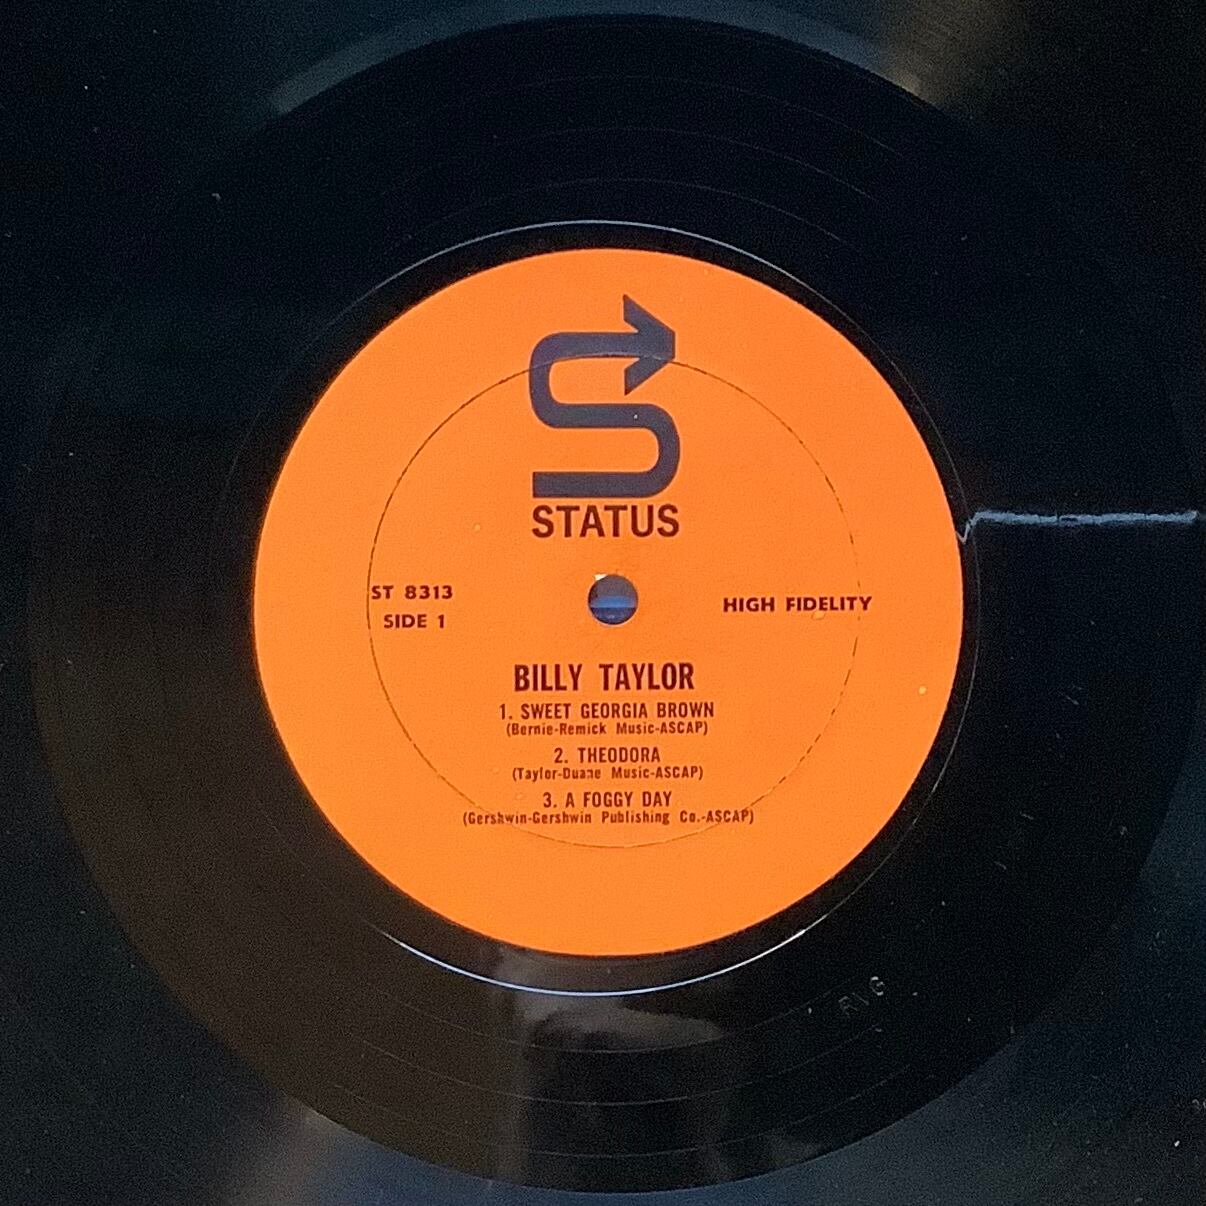 STATUS
ST 8313
SIDE 1
HIGH FIDELITY
BILLY TAYLOR
1. SWEET GEORGIA BROWN
(Bernie-Remick Music-ASCAP)
2. THEODORA
(Taylor-Duane Music-ASCAP)
3. A FOGGY DAY
(Gershwin-Gershwin Publishing Co.-ASCAP)
RVG